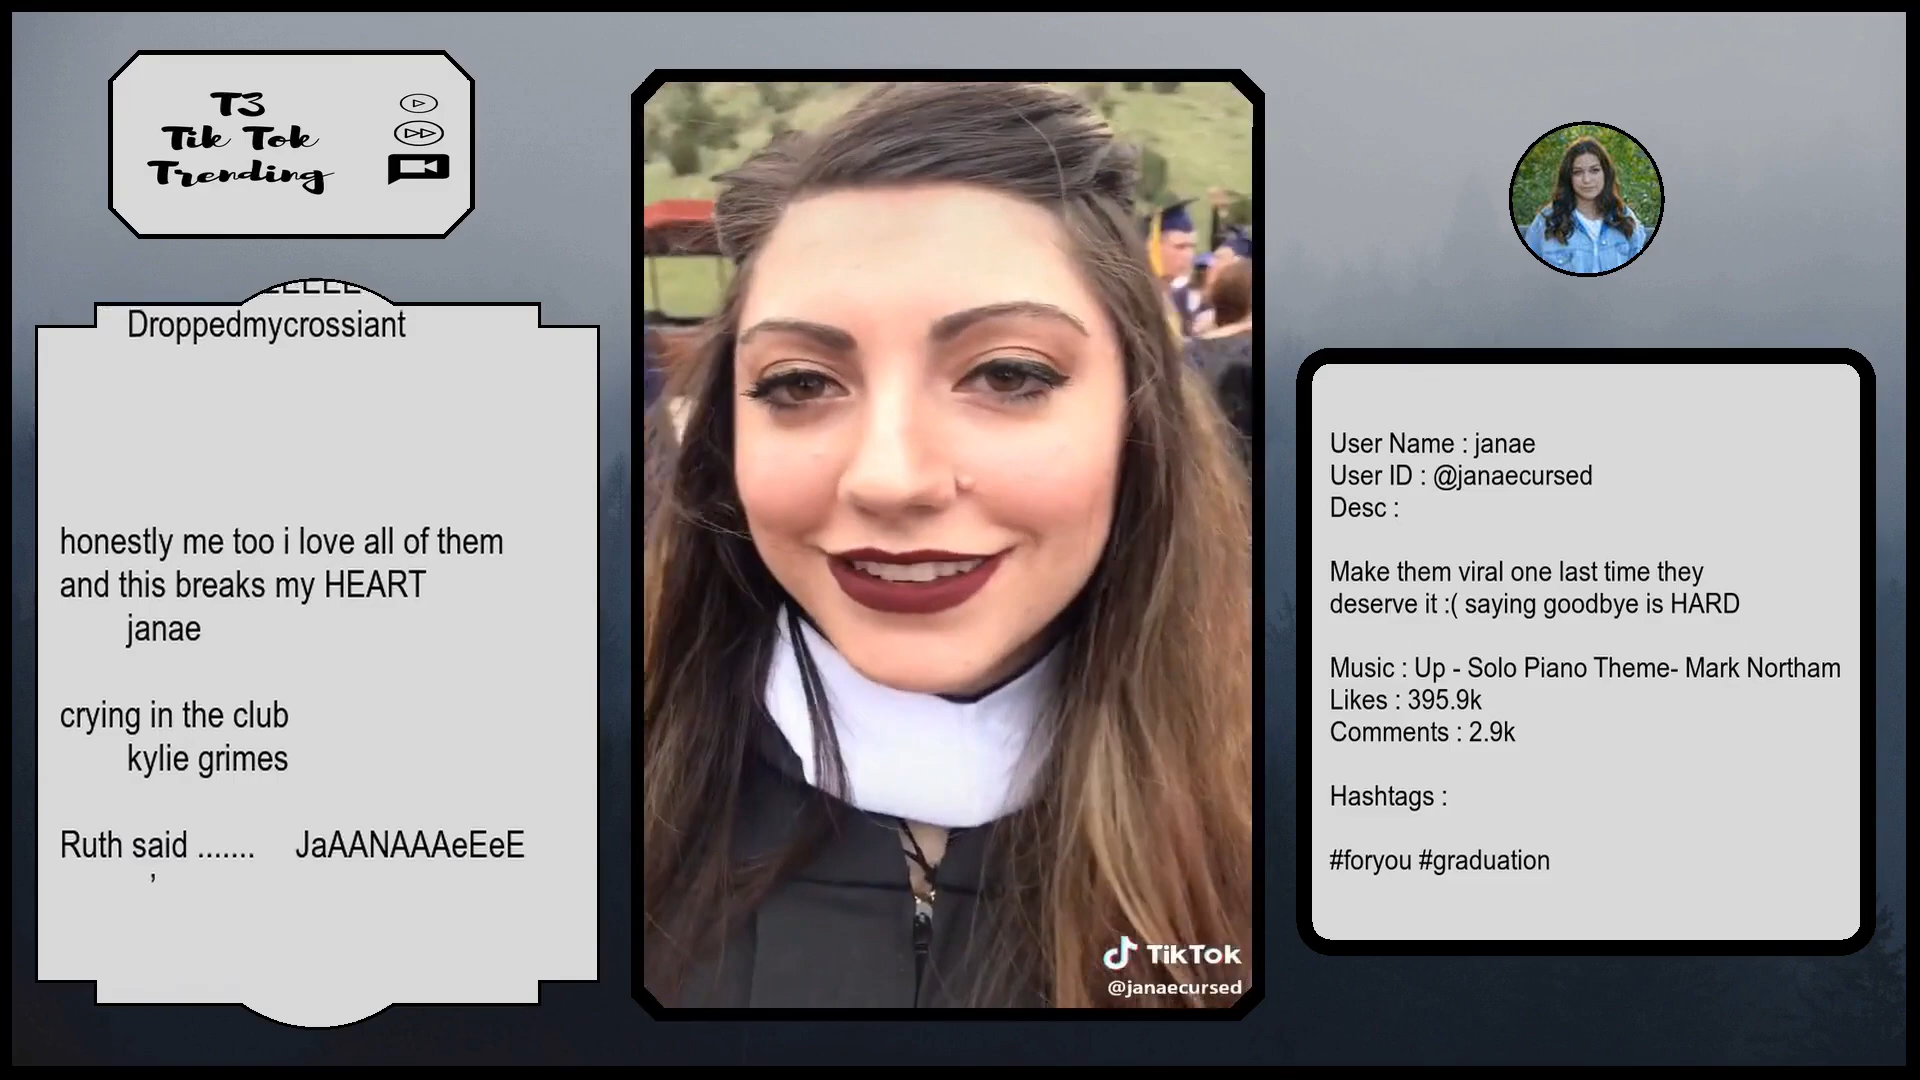 T3
Tik Tok
Trending
Droppedmycrossiant
honestly me too i love all of them
and this breaks my HEART
janae
crying in the club
kylie grimes
Ruth said ....... JaAANAAAeEeE
,
TikTok
@janaecursed
User Name : janae
User ID : @janaecursed
Desc :
Make them viral one last time they
deserve it :( saying goodbye is HARD
Music : Up - Solo Piano Theme- Mark Northam
Likes : 395.9k
Comments : 2.9k
Hashtags :
#foryou #graduation